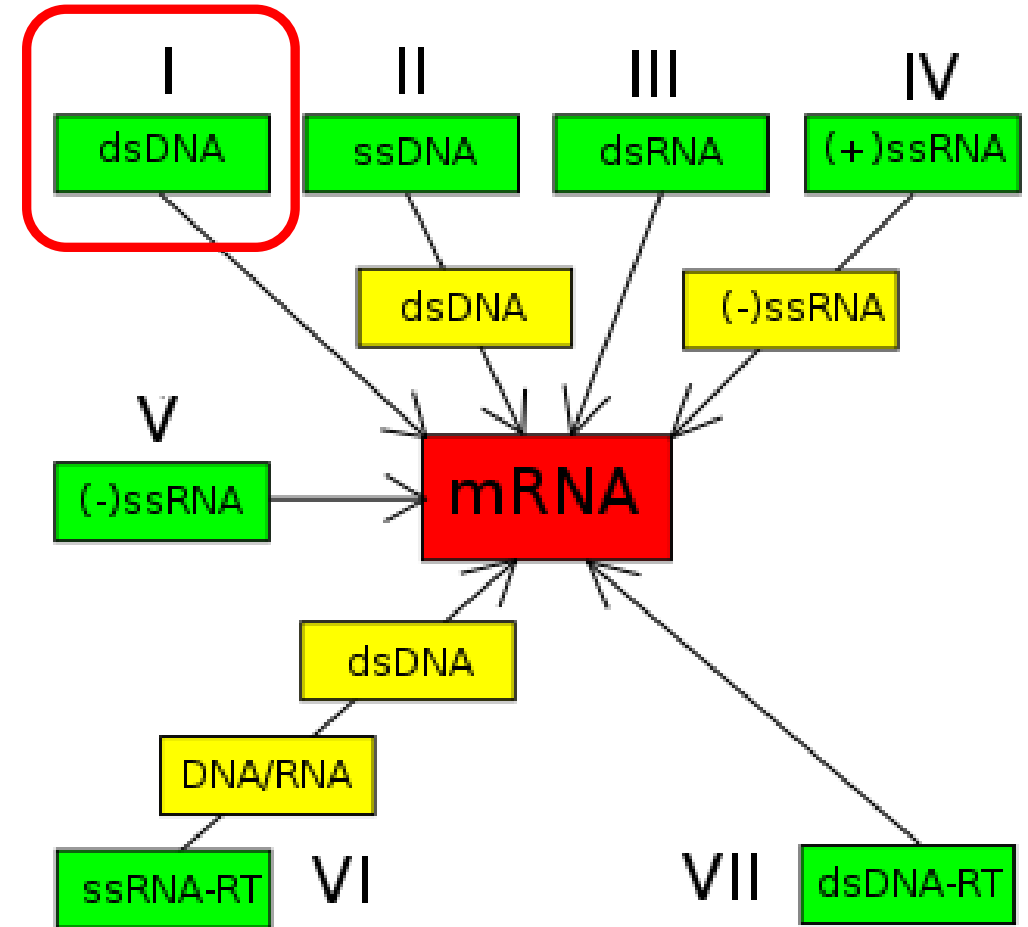 I
II
III
IV
dsDNA
ssDNA
dsRNA
(+)ssRNA
dsDNA
(-)ssRNA
V
(-)ssRNA
mRNA
dsDNA
DNA/RNA
ssRNA-RT
VI
VII
dsDNA-RT